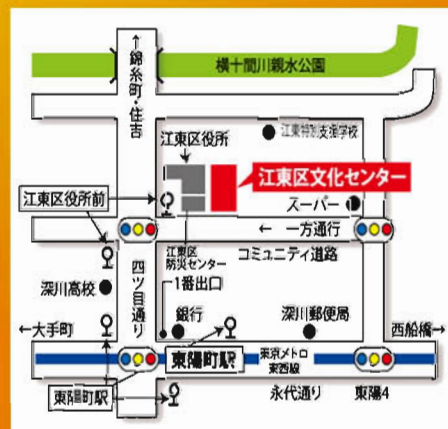 ↑錦糸町・住吉
横十間川親水公園
江東特別支援学校
江東区役所
江東区文化センター
江東区役所前
スーパー
← 一方通行
江東区
防災センター
コミュニティ道路
四ツ目通り
1番出口
深川高校
銀行
深川郵便局
←大手町
西船橋→
東陽町駅
東京メトロ
東西線
東陽町駅
永代通り
東陽4